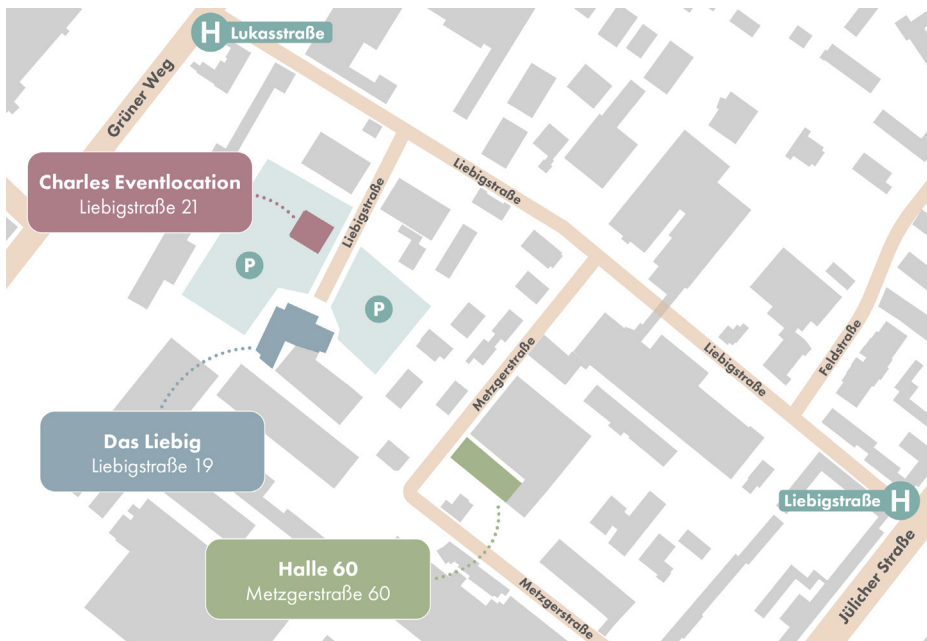 H Lukasstraße
Grüner Weg
Charles Eventlocation
Liebigstraße 21
Liebigstraße
Liebigstraße
P
P
Das Liebig
Liebigstraße 19
Metzgerstraße
Liebigstraße
Feldstraße
Liebigstraße H
Jülicher Straße
Halle 60
Metzgerstraße 60
Metzgerstraße